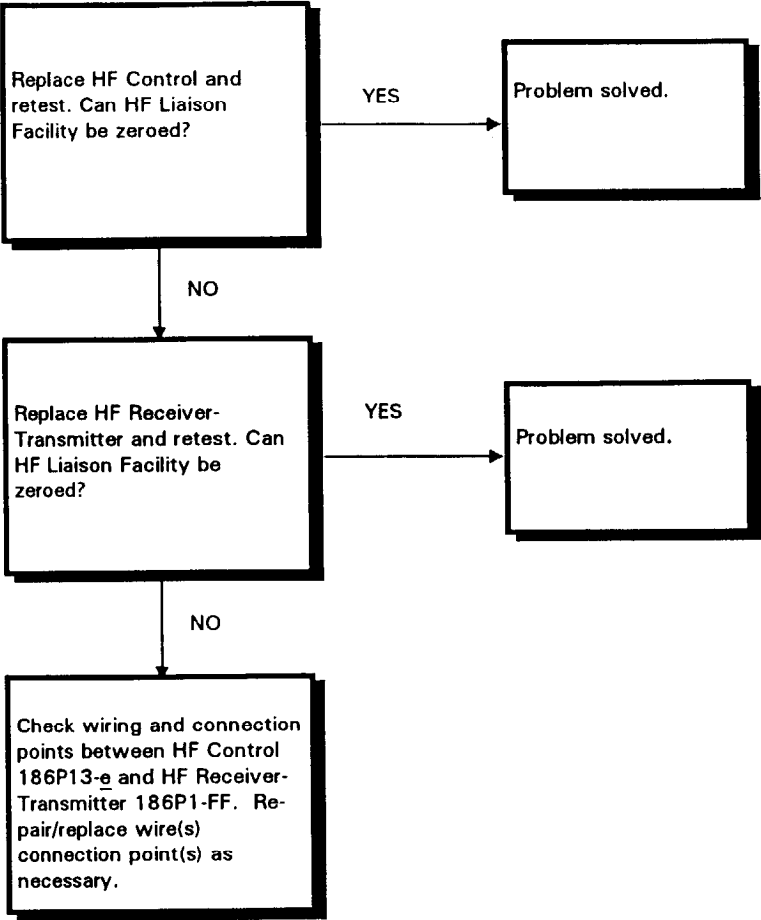 Replace HF Control and
retest. Can HF Liaison
Facility be zeroed?
YES
Problem solved.
NO
Replace HF Receiver-
Transmitter and retest. Can
HF Liaison Facility be
zeroed?
YES
Problem solved.
NO
Check wiring and connection
points between HF Control
186P13-e and HF Receiver-
Transmitter 186P1-FF. Re-
pair/replace wire(s)
connection point(s) as
necessary.